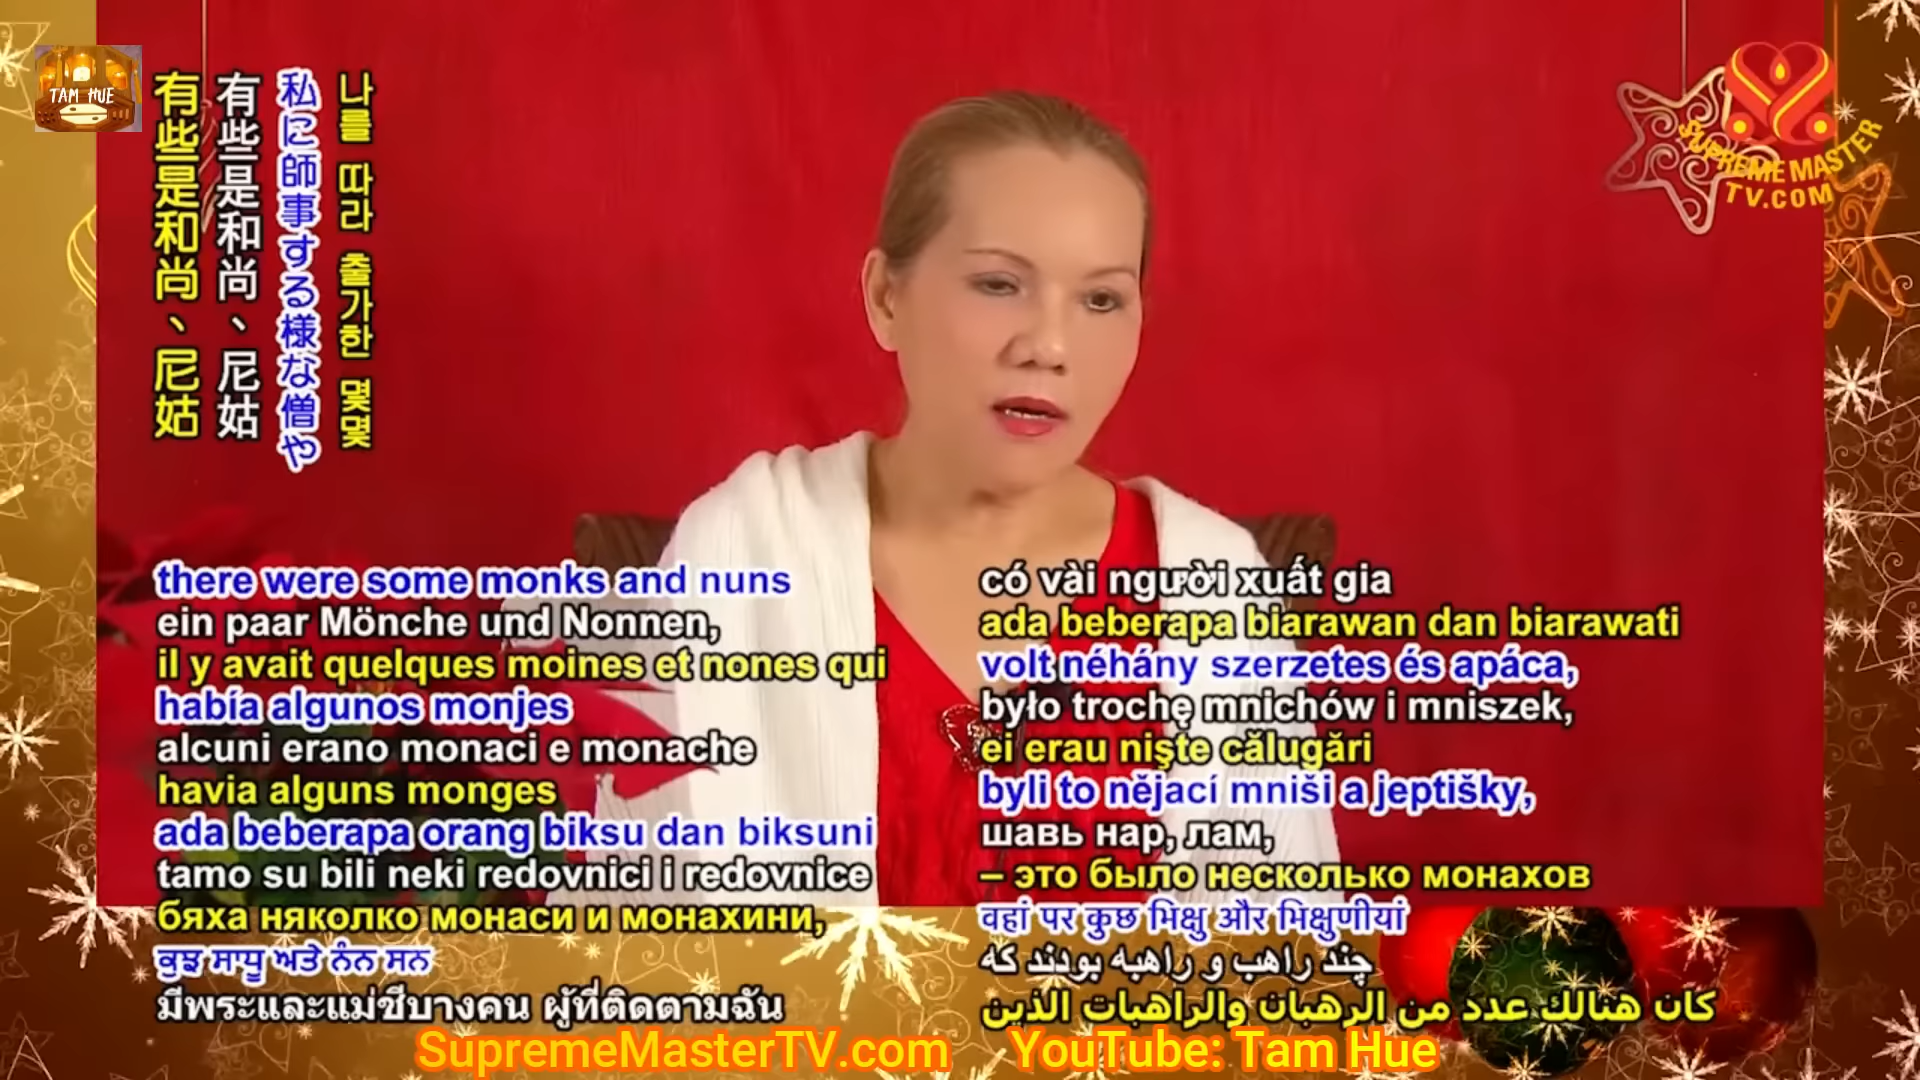 TAM HUE
SUPREME MASTER
TV.COM
나를 따라 출가한 몇몇
私に師事する様な僧や
有些是和尚、尼姑
有些是和尚、尼姑
there were some monks and nuns
ein paar Mönche und Nonnen,
il y avait quelques moines et nones qui
había algunos monjes
alcuni erano monaci e monache
havia alguns monges
ada beberapa orang biksu dan biksuni
tamo su bili neki redovnici i redovnice
бяха няколко монаси и монахини,
ਕੁਝ ਸਾਧੂ ਅਤੇ ਨੰਨ ਸਨ
มีพระและแม่ชีบางคน ผู้ที่ติดตามฉัน
có vài người xuất gia
ada beberapa biarawan dan biarawati
volt néhány szerzetes és apáca,
było trochę mnichów i mniszek,
ei erau nişte călugări
byli to nějací mniši a jeptišky,
шавь нар, лам,
– это было несколько монахов
वहां पर कुछ भिक्षु और भिक्षुणीयां
چند راهب و راهبه بودند که
كان هنالك عدد من الرهبان والراهبات الذين
SupremeMasterTV.com YouTube: Tam Hue